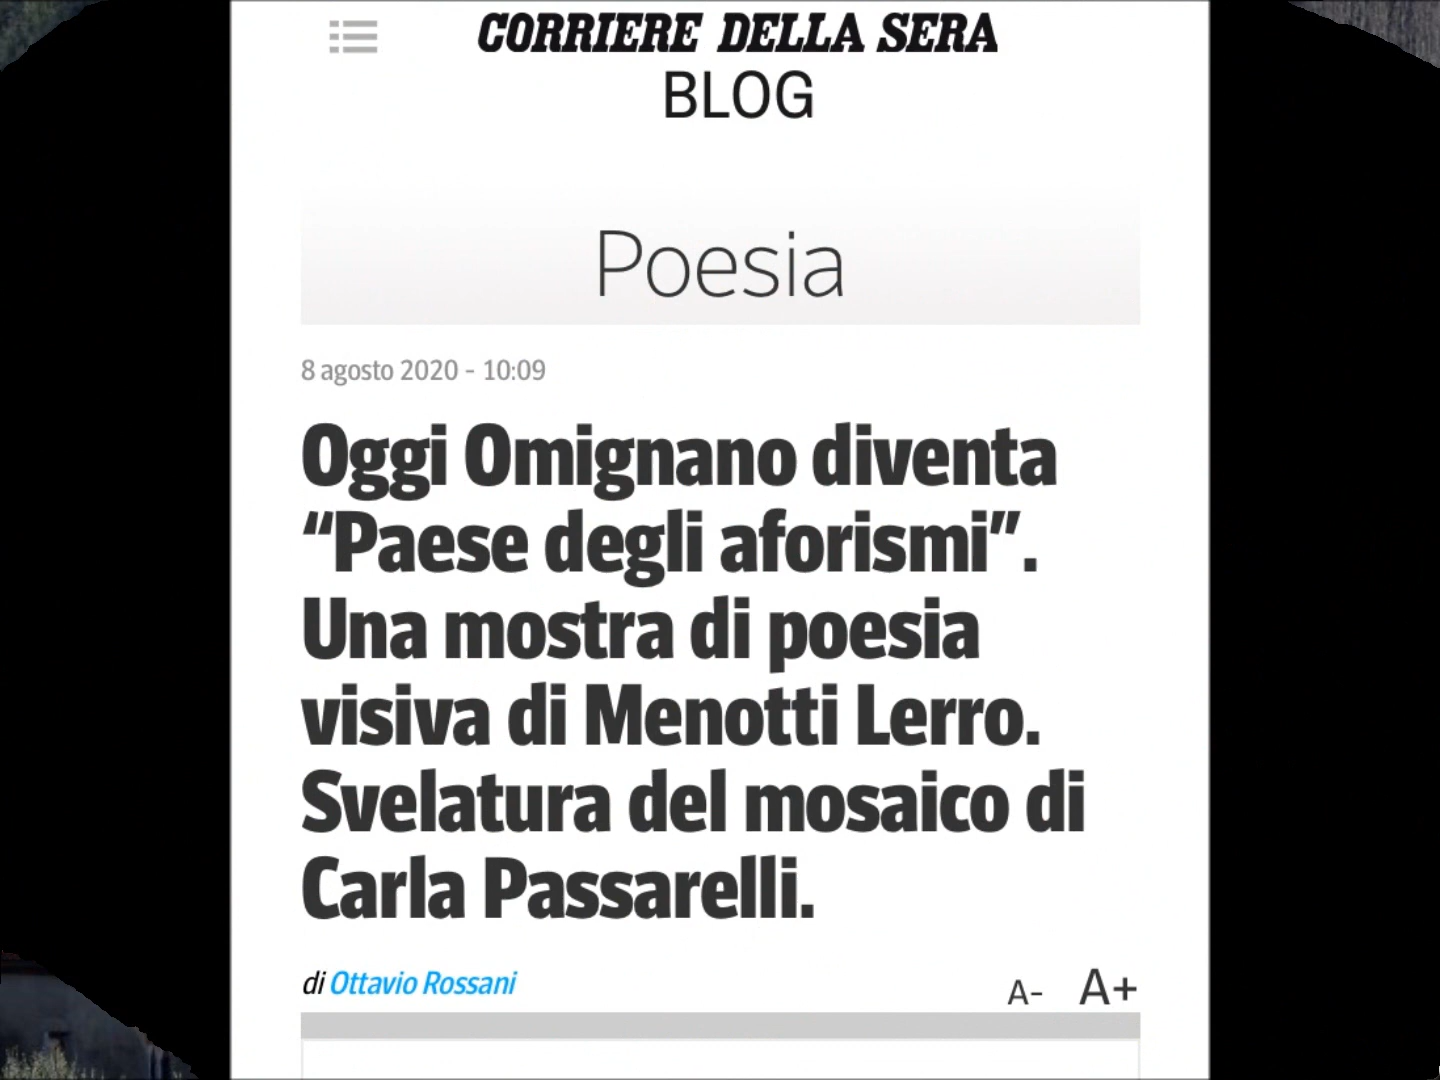 CORRIERE DELLA SERA
BLOG
Poesia
8 agosto 2020 - 10:09
Oggi Omignano diventa
“Paese degli aforismi”.
Una mostra di poesia
visiva di Menotti Lerro.
Svelatura del mosaico di
Carla Passarelli.
di Ottavio Rossani
A- A+